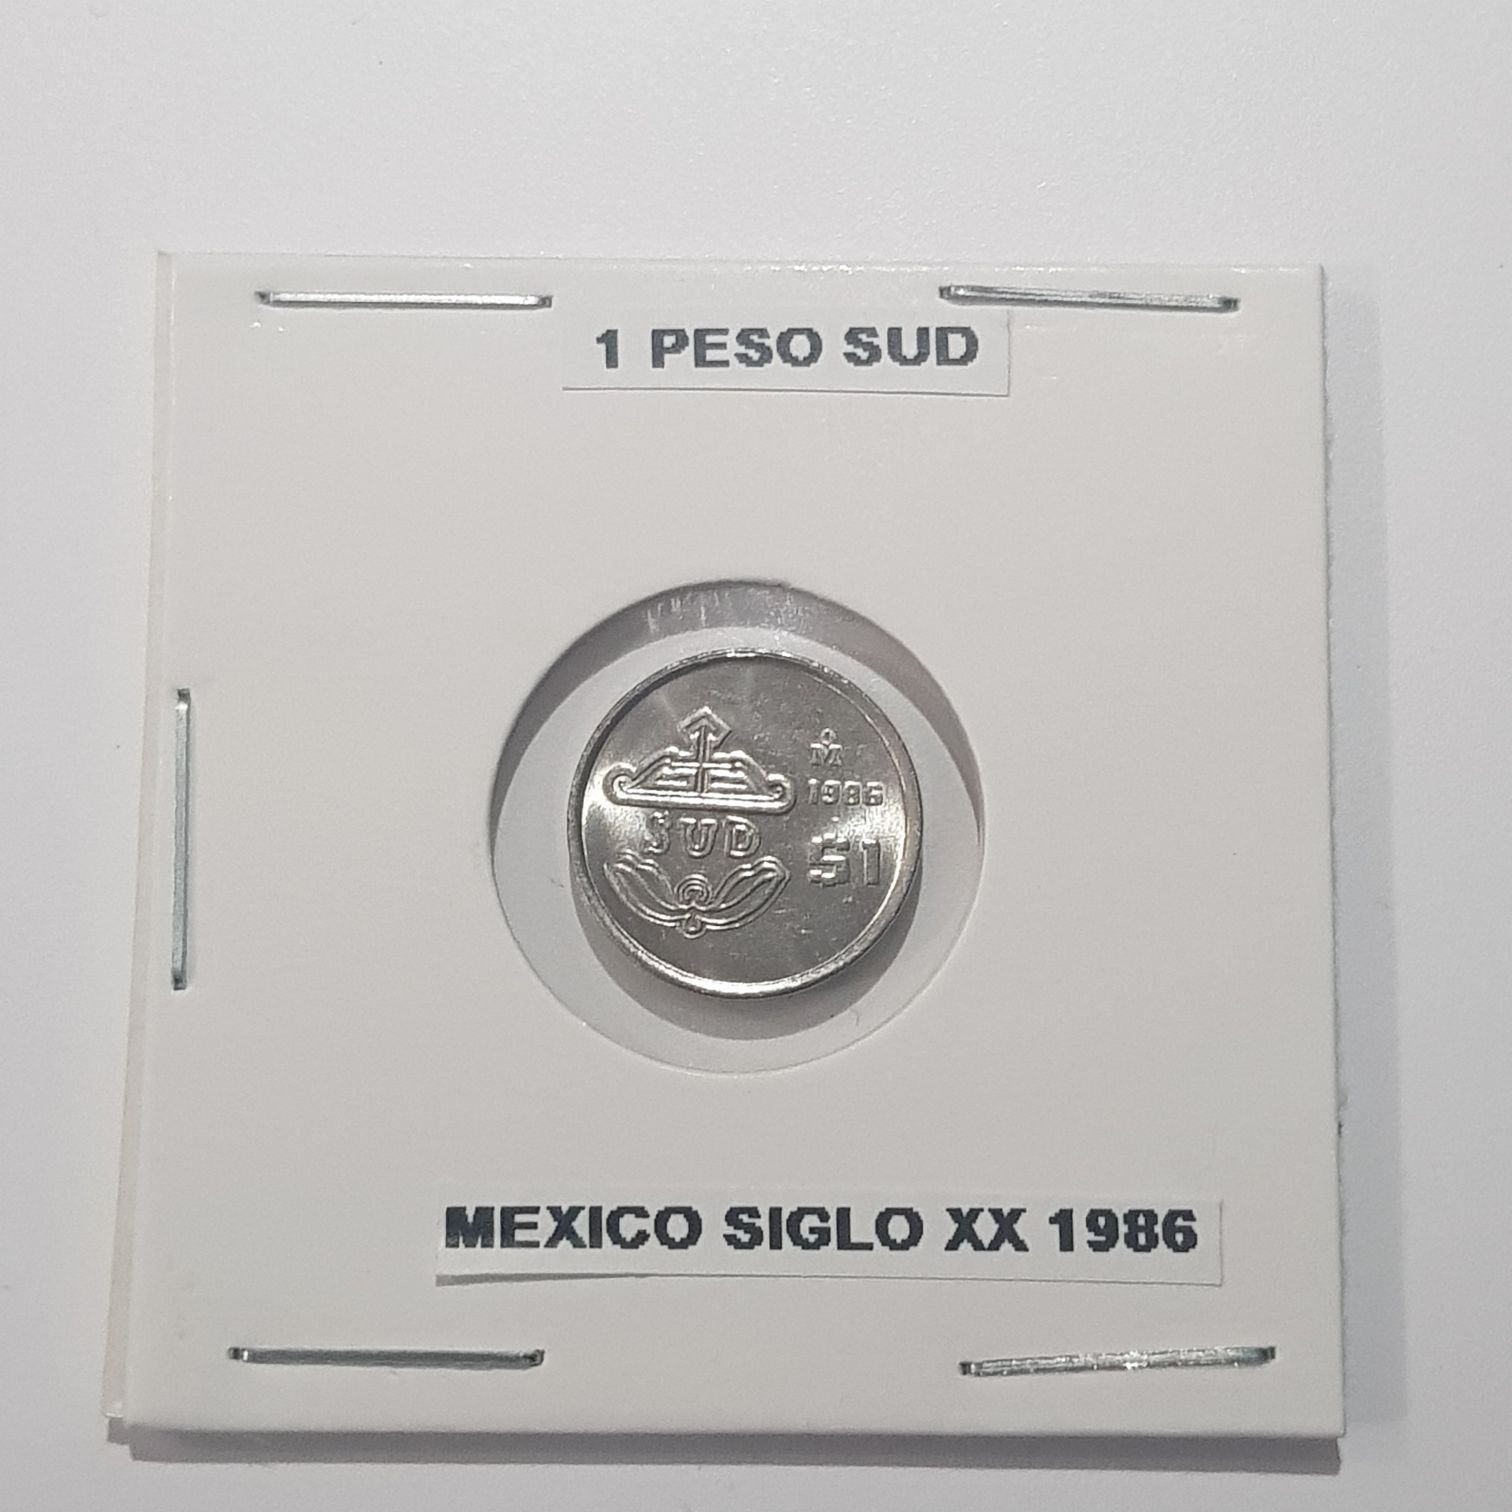 1 PESO SUD
M
1986
SUD
$1
MEXICO SIGLO XX 1986